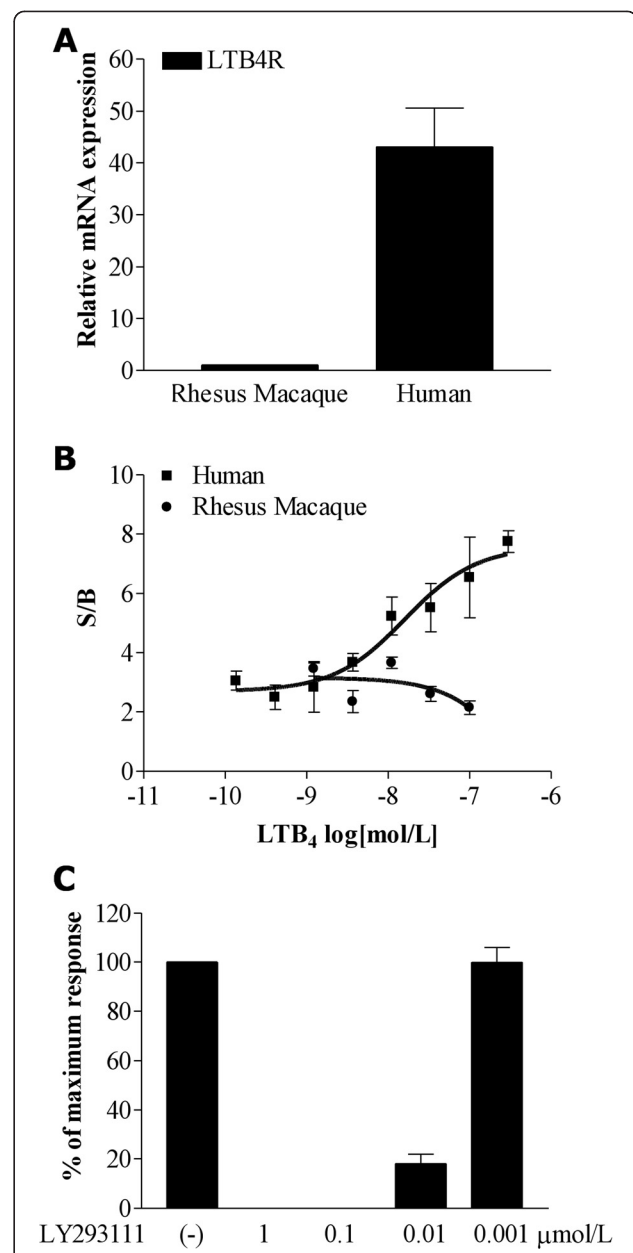 A
LTB4R
Relative mRNA expression
60
50
40
30
20
10
0
Rhesus Macaque Human
B
Human
Rhesus Macaque
S/B
10
8
6
4
2
0
-11 -10 -9 -8 -7 -6
LTB₄ log[mol/L]
C
% of maximum response
120
100
80
60
40
20
0
LY293111 (-) 1 0.1 0.01 0.001 μmol/L